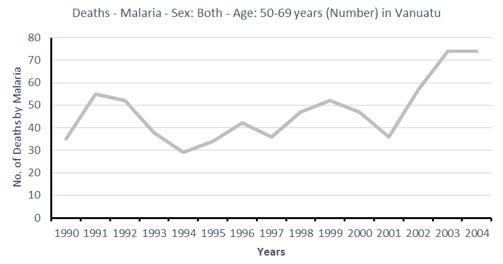 Deaths - Malaria - Sex: Both - Age: 50-69 years (Number) in Vanuatu
80
70
60
50
40
30
20
10
0
No. of Deaths by Malaria
1990 1991 1992 1993 1994 1995 1996 1997 1998 1999 2000 2001 2002 2003 2004
Years